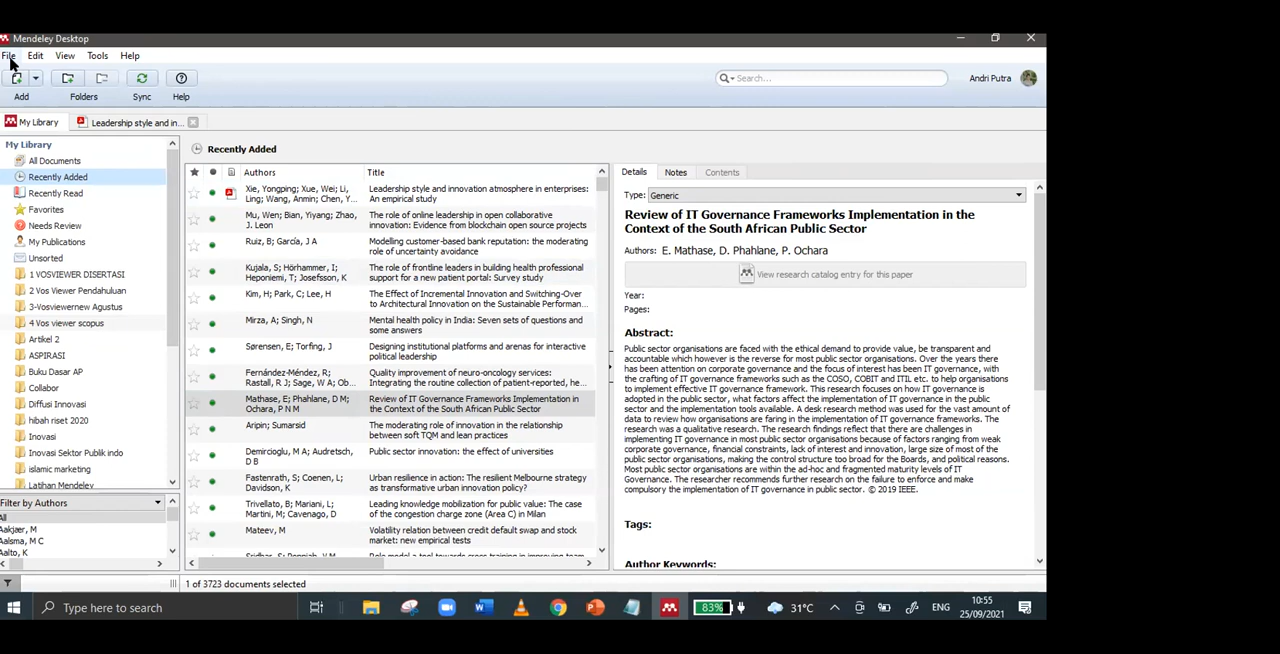 Mendeley Desktop
File Edit View Tools Help
Add Folders Sync Help
Search...
Andri Putra
My Library
Leadership style and in...
My Library
All Documents
Recently Added
Recently Read
Favorites
Needs Review
My Publications
Unsorted
1 VOSVIEWER DISERTASI
2 Vos Viewer Pendahuluan
3-Vosviewernew Agustus
4 Vos viewer scopus
Artikel 2
ASPIRASI
Buku Dasar AP
Collabor
Diffusi Innovasi
hibah riset 2020
Inovasi
Inovasi Sektor Publik indo
islamic marketing
Latihan Mendeley
Filter by Authors
All
Aakjær, M
Aalsma, M C
Aalto, K
Recently Added
Authors Title
Xie, Yongping; Xue, Wei; Li,
Ling; Wang, Anmin; Chen, Y...
Leadership style and innovation atmosphere in enterprises:
An empirical study
Mu, Wen; Bian, Yiyang; Zhao,
J. Leon
The role of online leadership in open collaborative
innovation: Evidence from blockchain open source projects
Ruiz, B; García, J A
Modelling customer-based bank reputation: the moderating
role of uncertainty avoidance
Kujala, S; Hörhammer, I;
Heponiemi, T; Josefsson, K
The role of frontline leaders in building health professional
support for a new patient portal: Survey study
Kim, H; Park, C; Lee, H
The Effect of Incremental Innovation and Switching-Over
to Architectural Innovation on the Sustainable Performan...
Mirza, A; Singh, N
Mental health policy in India: Seven sets of questions and
some answers
Sørensen, E; Torfing, J
Designing institutional platforms and arenas for interactive
political leadership
Fernández-Méndez, R;
Rastall, R J; Sage, W A; Ob...
Quality improvement of neuro-oncology services:
Integrating the routine collection of patient-reported, he...
Mathase, E; Phahlane, D M;
Ochara, P N M
Review of IT Governance Frameworks Implementation in
the Context of the South African Public Sector
Aripin; Sumarsid
The moderating role of innovation in the relationship
between soft TQM and lean practices
Demircioglu, M A; Audretsch,
D B
Public sector innovation: the effect of universities
Fastenrath, S; Coenen, L;
Davidson, K
Urban resilience in action: The resilient Melbourne strategy
as transformative urban innovation policy?
Trivellato, B; Mariani, L;
Martini, M; Cavenago, D
Leading knowledge mobilization for public value: The case
of the congestion charge zone (Area C) in Milan
Mateev, M
Volatility relation between credit default swap and stock
market: new empirical tests
Details Notes Contents
Type: Generic
Review of IT Governance Frameworks Implementation in the
Context of the South African Public Sector
Authors: E. Mathase, D. Phahlane, P. Ochara
View research catalog entry for this paper
Year:
Pages:
Abstract:
Public sector organisations are faced with the ethical demand to provide value, be transparent and
accountable which however is the reverse for most public sector organisations. Over the years there
has been attention on corporate governance and the focus of interest has been IT governance, with
the crafting of IT governance frameworks such as the COSO, COBIT and ITIL etc. to help organisations
to implement effective IT governance framework. This research focuses on how IT governance is
adopted in the public sector, what factors affect the implementation of IT governance in the public
sector and the implementation tools available. A desk research method was used for the vast amount of
data to review how organisations are faring in the implementation of IT governance frameworks. The
research was a qualitative research. The research findings reflect that there are challenges in
implementing IT governance in most public sector organisations because of factors ranging from weak
corporate governance, financial constraints, lack of interest and innovation, large size of most of the
public sector organisations, making the control structure too broad for the Boards, and political reasons.
Most public sector organisations are within the ad-hoc and fragmented maturity levels of IT
Governance. The researcher recommends further research on the failure to enforce and make
compulsory the implementation of IT governance in public sector. © 2019 IEEE.
Tags:
Author Keywords:
1 of 3723 documents selected
Type here to search
83%
31°C
ENG
10:55
25/09/2021